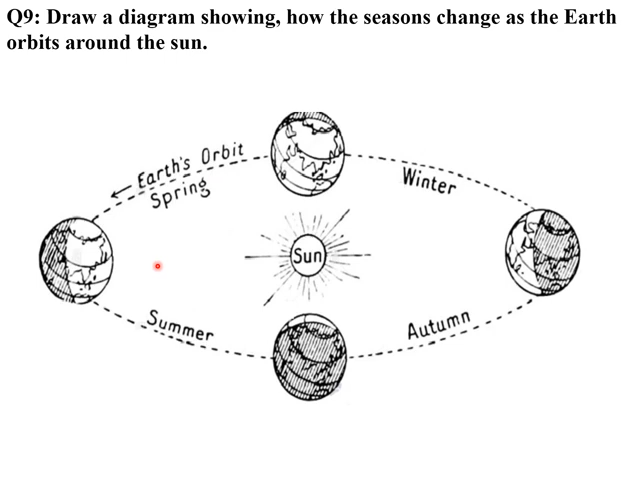 Q9: Draw a diagram showing, how the seasons change as the Earth
orbits around the sun.
Earth's Orbit
Spring
Winter
Sun
Summer
Autumn